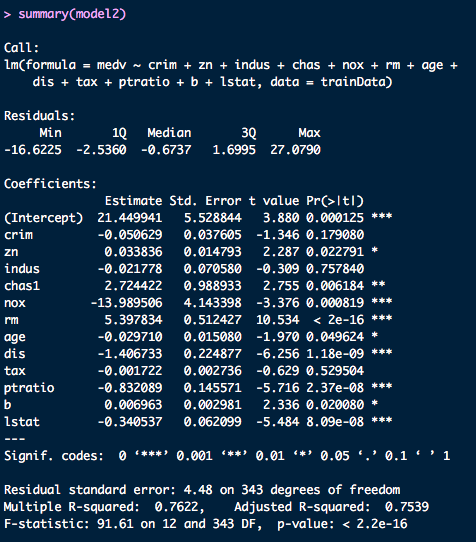 > summary(model2)
Call:
lm(formula = medv ~ crim + zn + indus + chas + nox + rm + age +
    dis + tax + ptratio + b + lstat, data = trainData)
Residuals:
     Min       1Q   Median       3Q      Max
-16.6225  -2.5360  -0.6737   1.6995  27.0790
Coefficients:
              Estimate Std. Error t value Pr(>|t|)
(Intercept)  21.449941   5.528844   3.880 0.000125 ***
crim         -0.050629   0.037605  -1.346 0.179080
zn            0.033836   0.014793   2.287 0.022791 *
indus        -0.021778   0.070580  -0.309 0.757840
chas1         2.724422   0.988933   2.755 0.006184 **
nox         -13.989506   4.143398  -3.376 0.000819 ***
rm            5.397834   0.512427  10.534  < 2e-16 ***
age          -0.029710   0.015080  -1.970 0.049624 *
dis          -1.406733   0.224877  -6.256 1.18e-09 ***
tax          -0.001722   0.002736  -0.629 0.529504
ptratio      -0.832089   0.145571  -5.716 2.37e-08 ***
b             0.006963   0.002981   2.336 0.020080 *
lstat        -0.340537   0.062099  -5.484 8.09e-08 ***
---
Signif. codes:  0 ‘***’ 0.001 ‘**’ 0.01 ‘*’ 0.05 ‘.’ 0.1 ‘ ’ 1
Residual standard error: 4.48 on 343 degrees of freedom
Multiple R-squared:  0.7622,    Adjusted R-squared:  0.7539
F-statistic: 91.61 on 12 and 343 DF,  p-value: < 2.2e-16